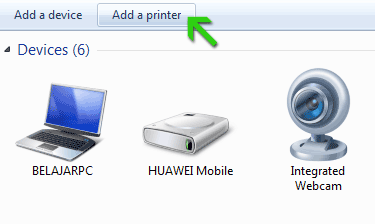 Add a device Add a printer
Devices (6)
BELAJARPC HUAWEI Mobile Integrated
Webcam